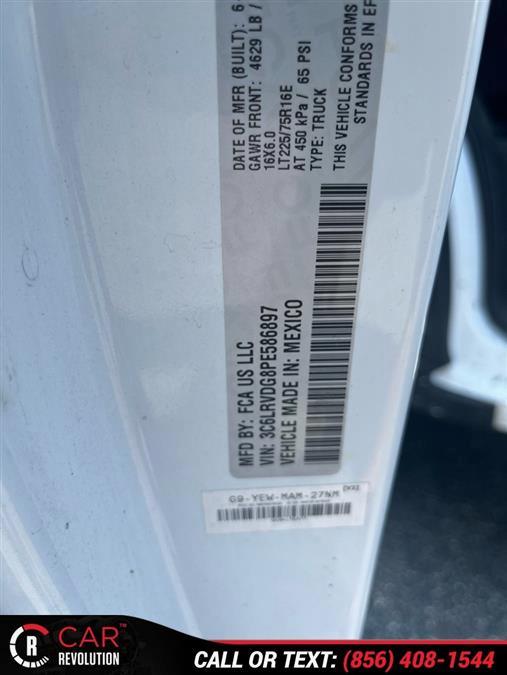 DATE OF MFR (BUILT): 6-
GAWR FRONT: 4629 LB /
16X6.0
LT225/75R16E
AT 450 kPa / 65 PSI
TYPE: TRUCK
THIS VEHICLE CONFORMS
STANDARDS IN EF
MFD BY: FCA US LLC
VIN: 3C6LRVDG8PE586897
VEHICLE MADE IN: MEXICO
G9-YEW-MAM-27NM
CAR
REVOLUTION
CALL OR TEXT: (856) 408-1544